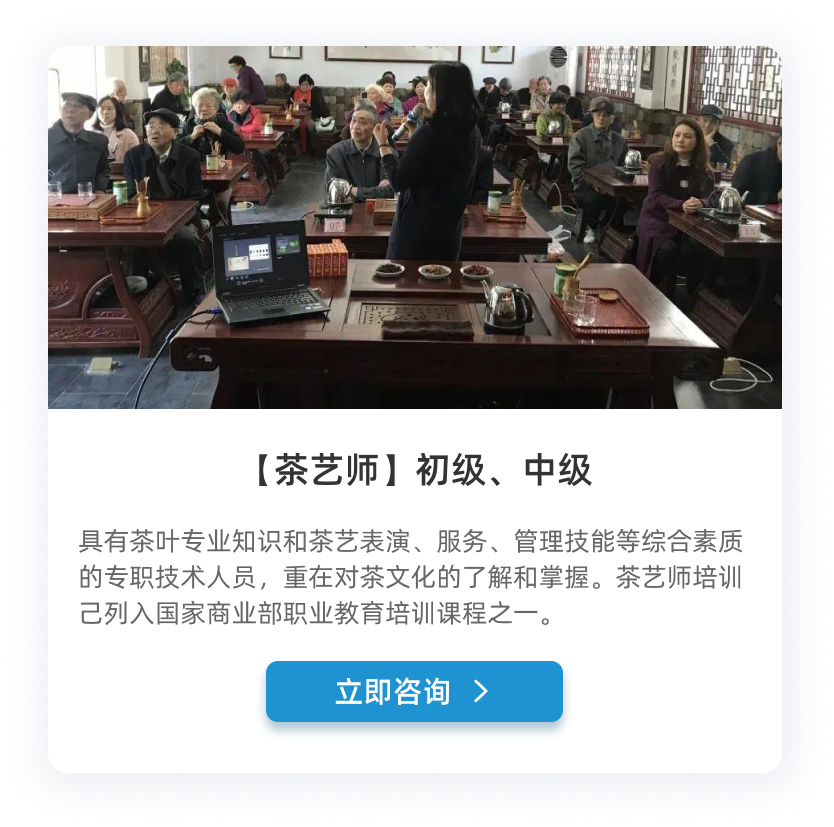 07
13
【茶艺师】初级、中级
具有茶叶专业知识和茶艺表演、服务、管理技能等综合素质
的专职技术人员，重在对茶文化的了解和掌握。茶艺师培训
己列入国家商业部职业教育培训课程之一。
立即咨询 >